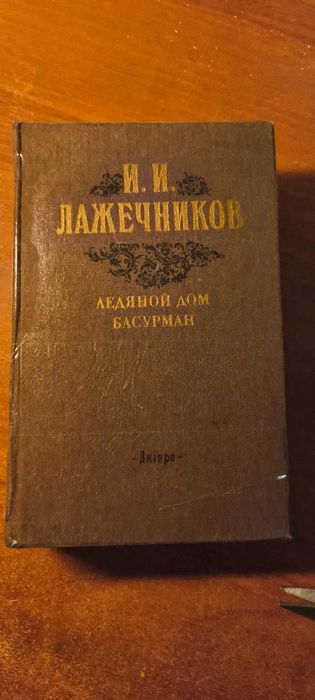 И. И.
ЛАЖЕЧНИКОВ
ЛЕДЯНОЙ ДОМ
БАСУРМАН
-Дніпро-